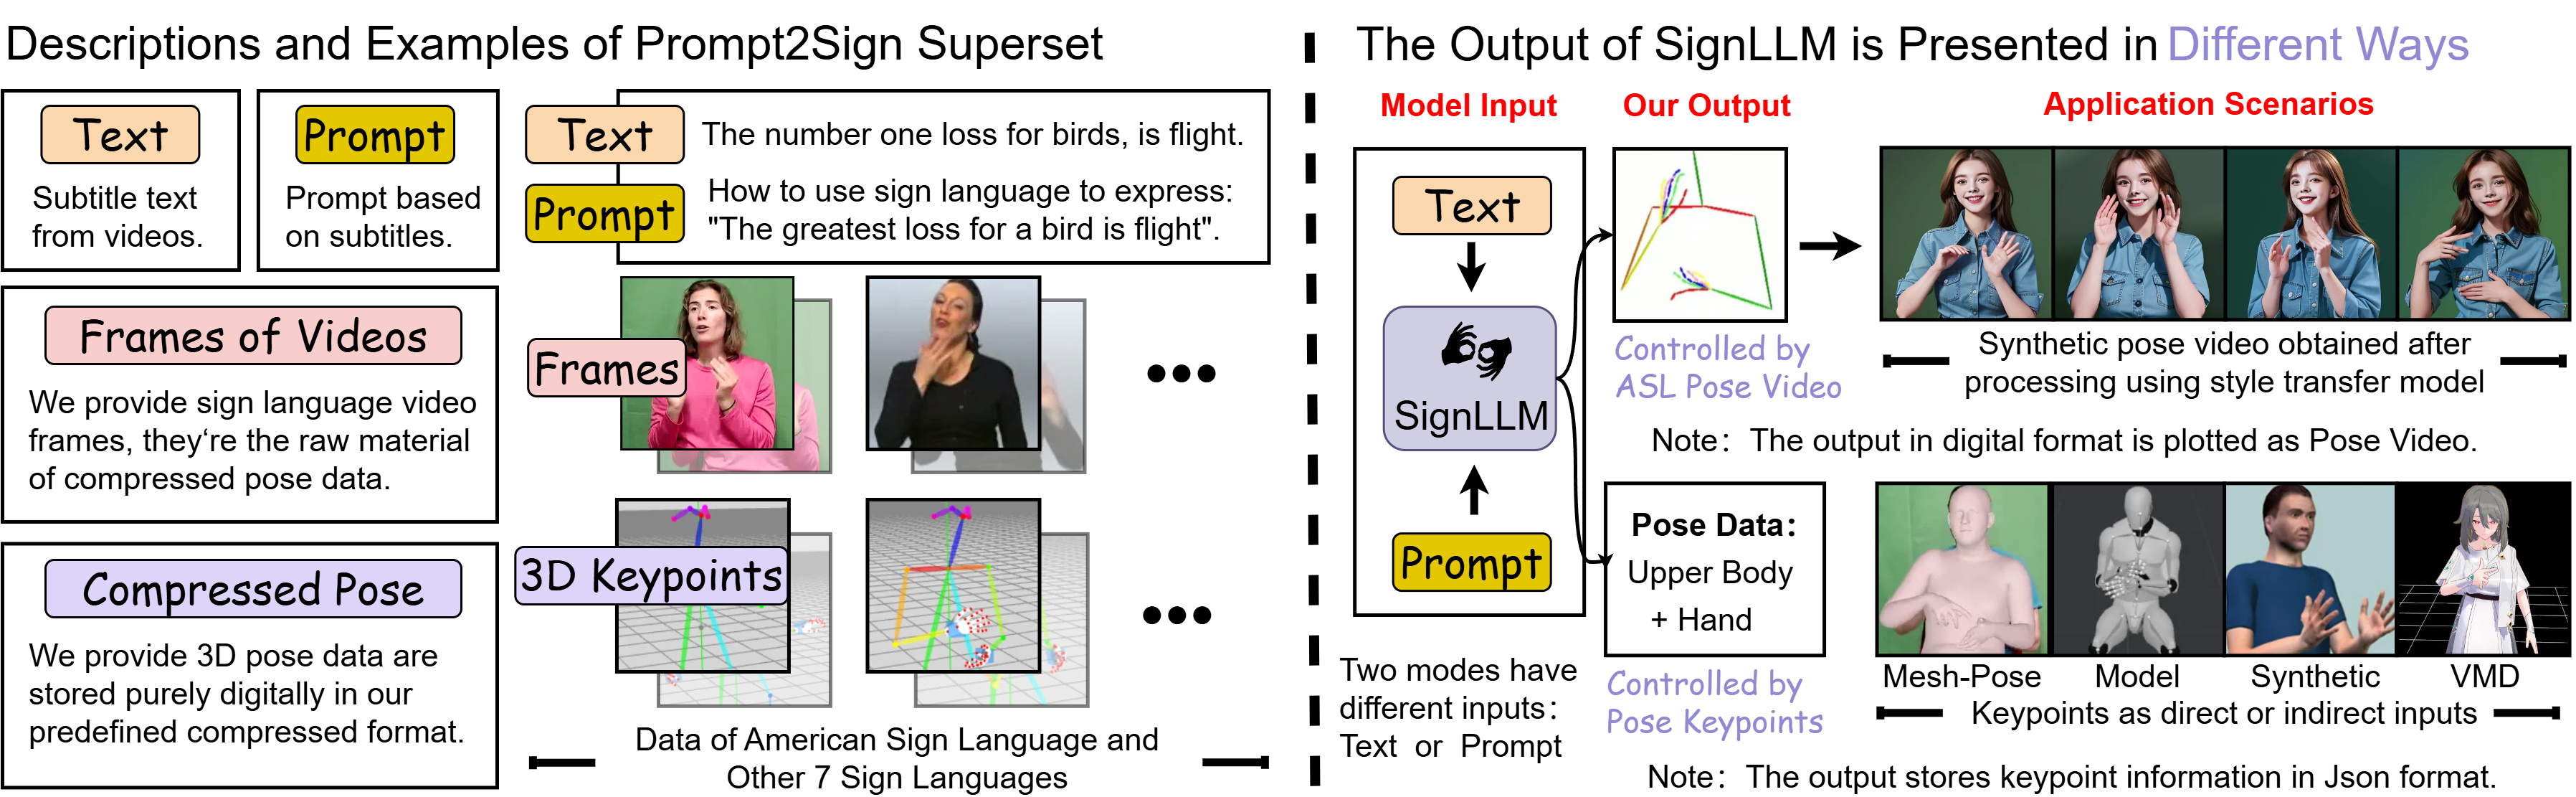 Descriptions and Examples of Prompt2Sign Superset
Text
Subtitle text
from videos.
Prompt
Prompt based
on subtitles.
Text
The number one loss for birds, is flight.
Prompt
How to use sign language to express:
"The greatest loss for a bird is flight".
Frames of Videos
We provide sign language video
frames, they‘re the raw material
of compressed pose data.
Frames
Compressed Pose
We provide 3D pose data are
stored purely digitally in our
predefined compressed format.
3D Keypoints
Data of American Sign Language and
Other 7 Sign Languages
The Output of SignLLM is Presented in Different Ways
Model Input
Our Output
Application Scenarios
Text
SignLLM
Prompt
Two modes have
different inputs:
Text or Prompt
Controlled by
ASL Pose Video
Synthetic pose video obtained after
processing using style transfer model
Note: The output in digital format is plotted as Pose Video.
Pose Data:
Upper Body
+ Hand
Controlled by
Pose Keypoints
Mesh-Pose
Model
Synthetic
VMD
Keypoints as direct or indirect inputs
Note: The output stores keypoint information in Json format.